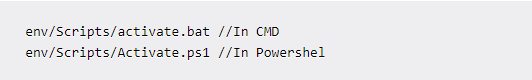 env/Scripts/activate.bat //In CMD
env/Scripts/Activate.ps1 //In Powershel